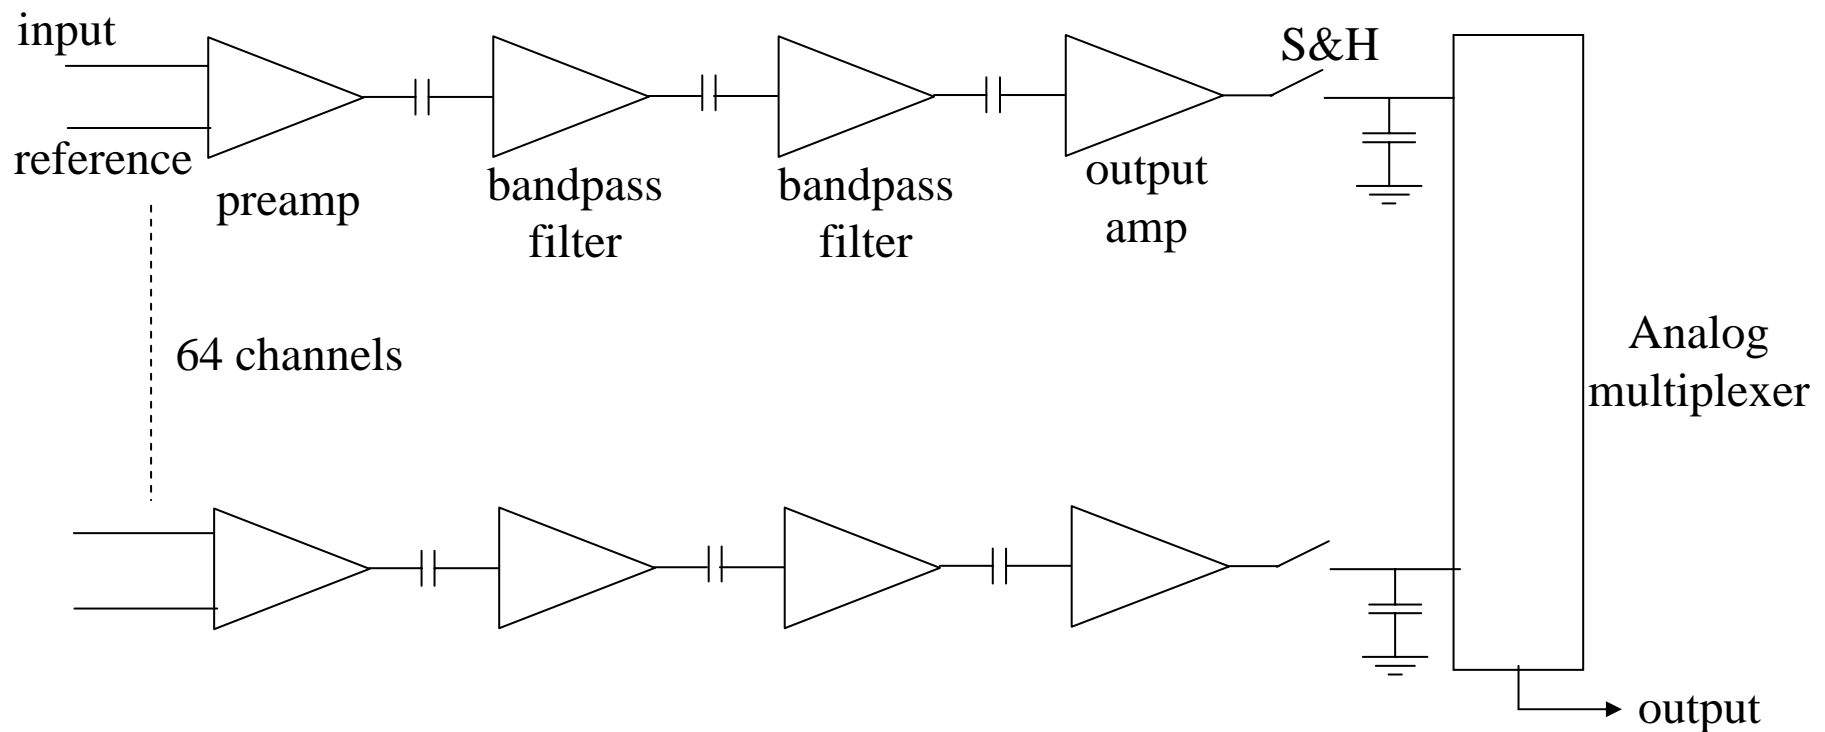 input
S&H
reference
preamp
bandpass
filter
bandpass
filter
output
amp
64 channels
Analog
multiplexer
output